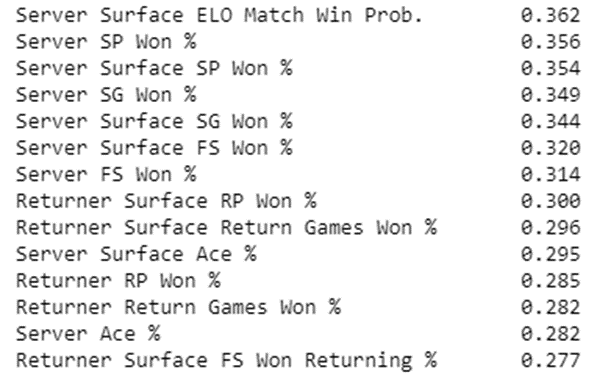 Server Surface ELO Match Win Prob. 0.362
Server SP Won % 0.356
Server Surface SP Won % 0.354
Server SG Won % 0.349
Server Surface SG Won % 0.344
Server Surface FS Won % 0.320
Server FS Won % 0.314
Returner Surface RP Won % 0.300
Returner Surface Return Games Won % 0.296
Server Surface Ace % 0.295
Returner RP Won % 0.285
Returner Return Games Won % 0.282
Server Ace % 0.282
Returner Surface FS Won Returning % 0.277